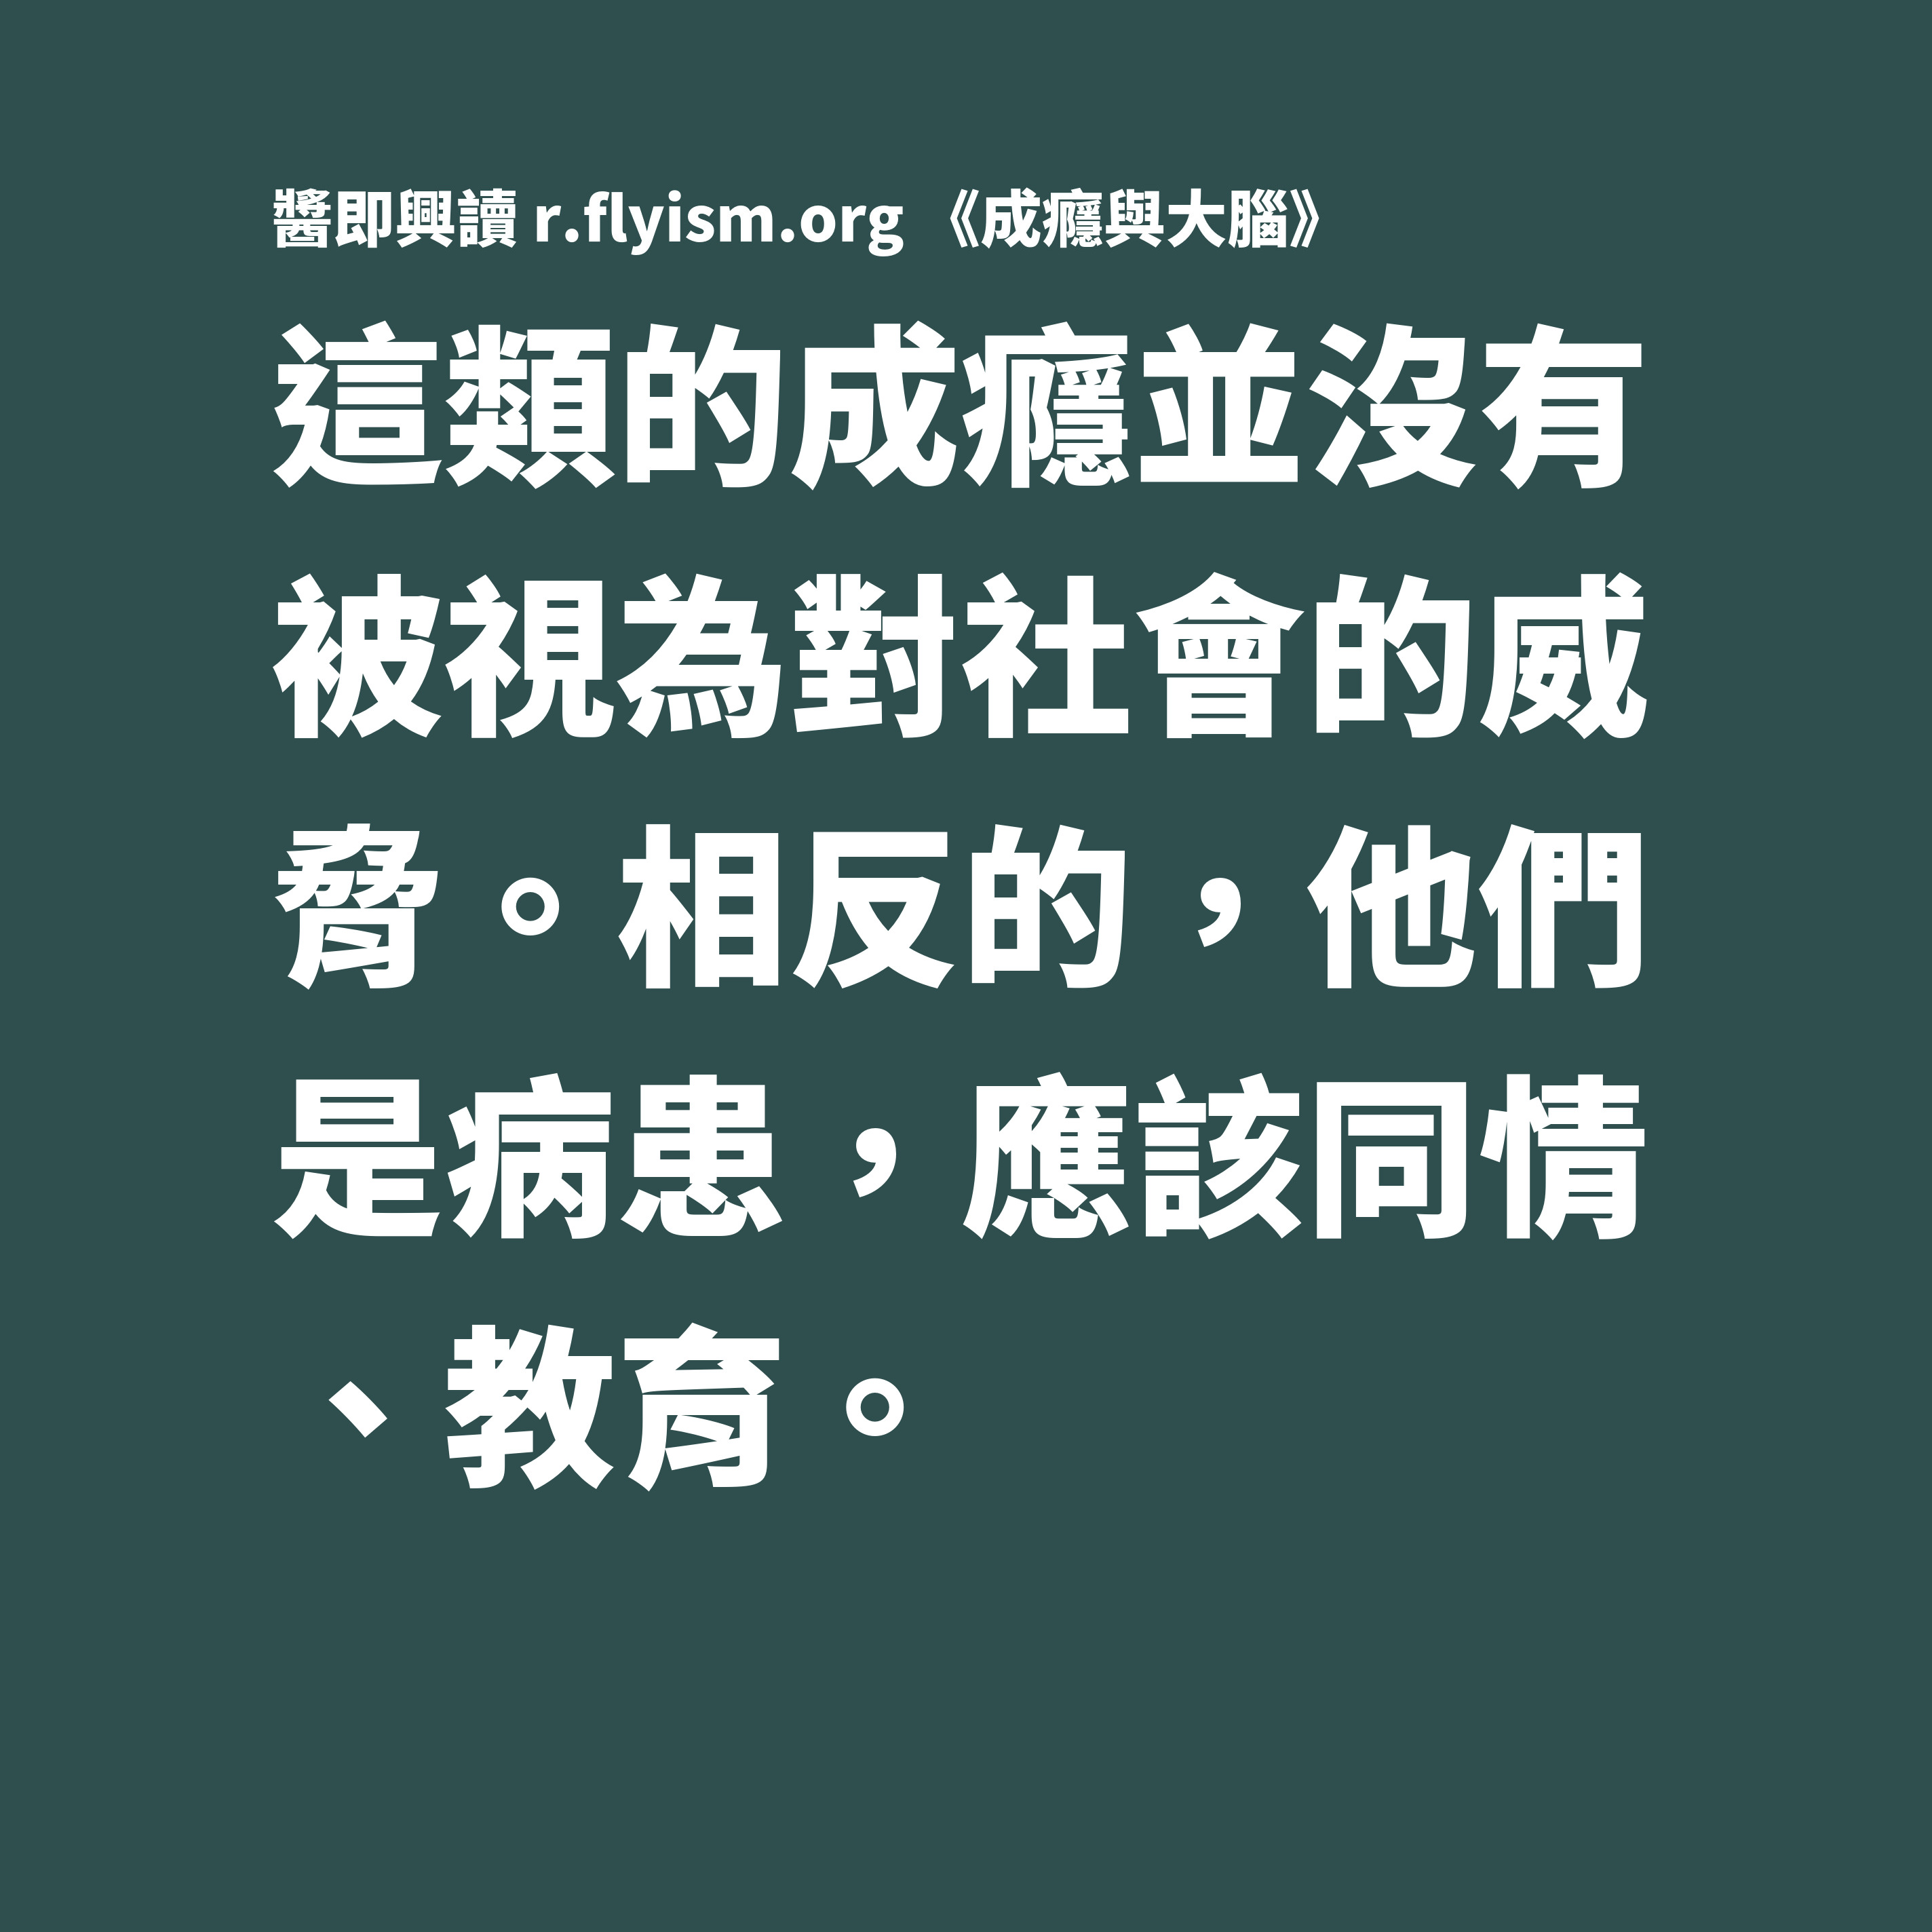 礬即興讀 r.flyism.org《成癮與大腦》
這類的成癮並沒有
被視為對社會的威
脅。相反的，他們
是病患，應該同情
、教育。